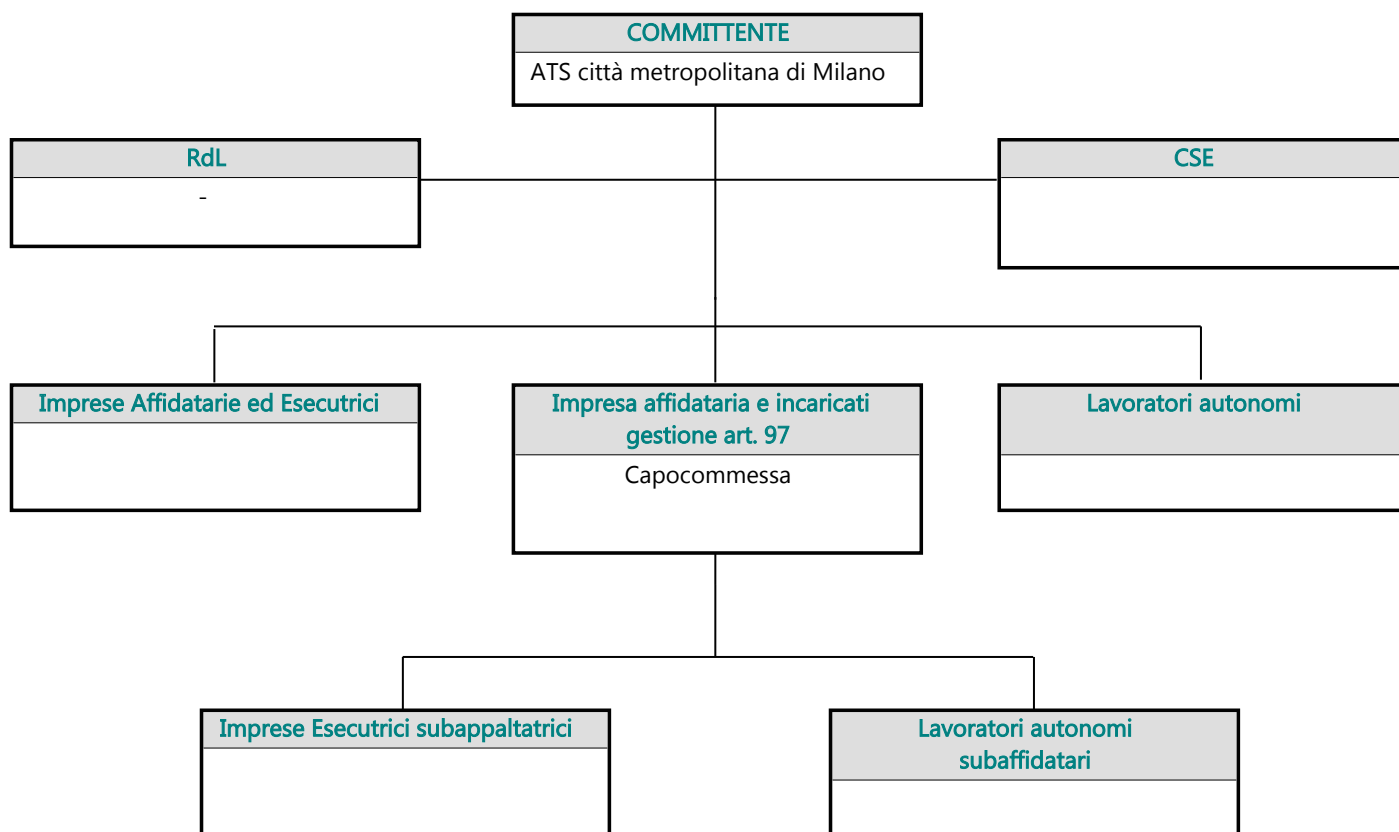 COMMITTENTE
ATS città metropolitana di Milano
RdL
-
CSE
Imprese Affidatarie ed Esecutrici
Impresa affidataria e incaricati
gestione art. 97
Capocommessa
Lavoratori autonomi
Imprese Esecutrici subappaltatrici
Lavoratori autonomi
subaffidatari